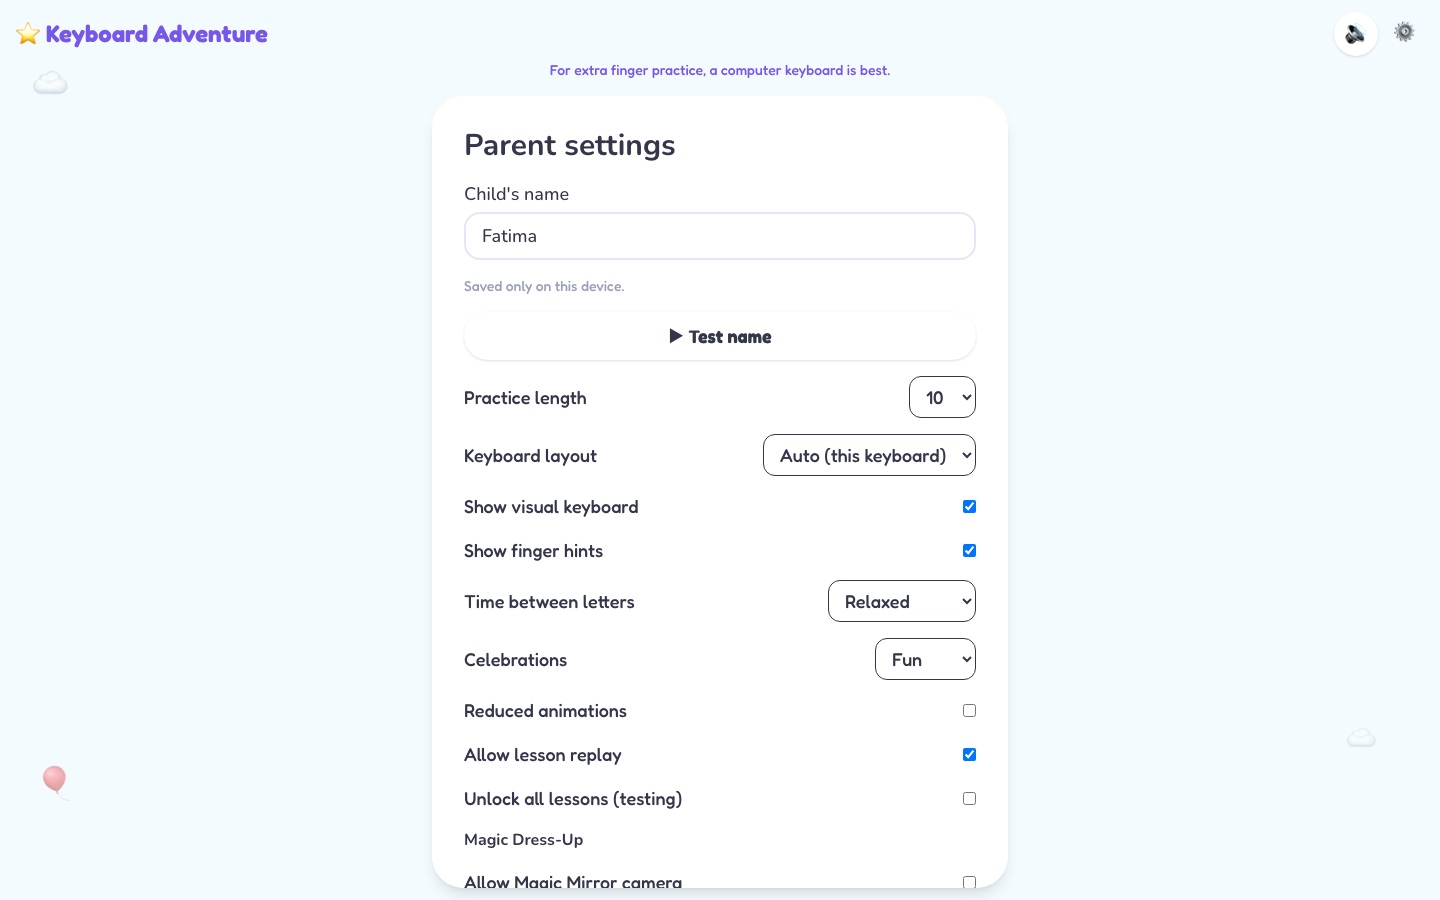 Keyboard Adventure
For extra finger practice, a computer keyboard is best.
Parent settings
Child's name
Fatima
Saved only on this device.
▶ Test name
Practice length 10
Keyboard layout Auto (this keyboard)
Show visual keyboard
Show finger hints
Time between letters Relaxed
Celebrations Fun
Reduced animations
Allow lesson replay
Unlock all lessons (testing)
Magic Dress-Up
Allow Magic Mirror camera